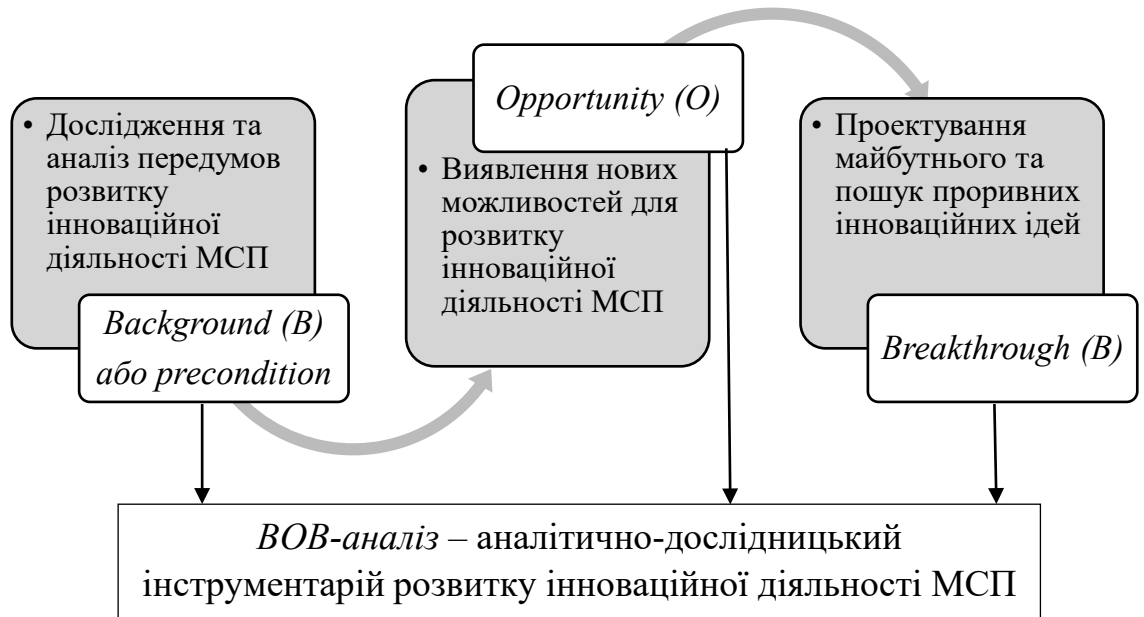 • Дослідження та
аналіз передумов
розвитку
інноваційної
діяльності МСП
Background (B)
або precondition
Opportunity (O)
• Виявлення нових
можливостей для
розвитку
інноваційної
діяльності МСП
• Проектування
майбутнього та
пошук проривних
інноваційних ідей
Breakthrough (B)
BOB-аналіз – аналітично-дослідницький
інструментарій розвитку інноваційної діяльності МСП